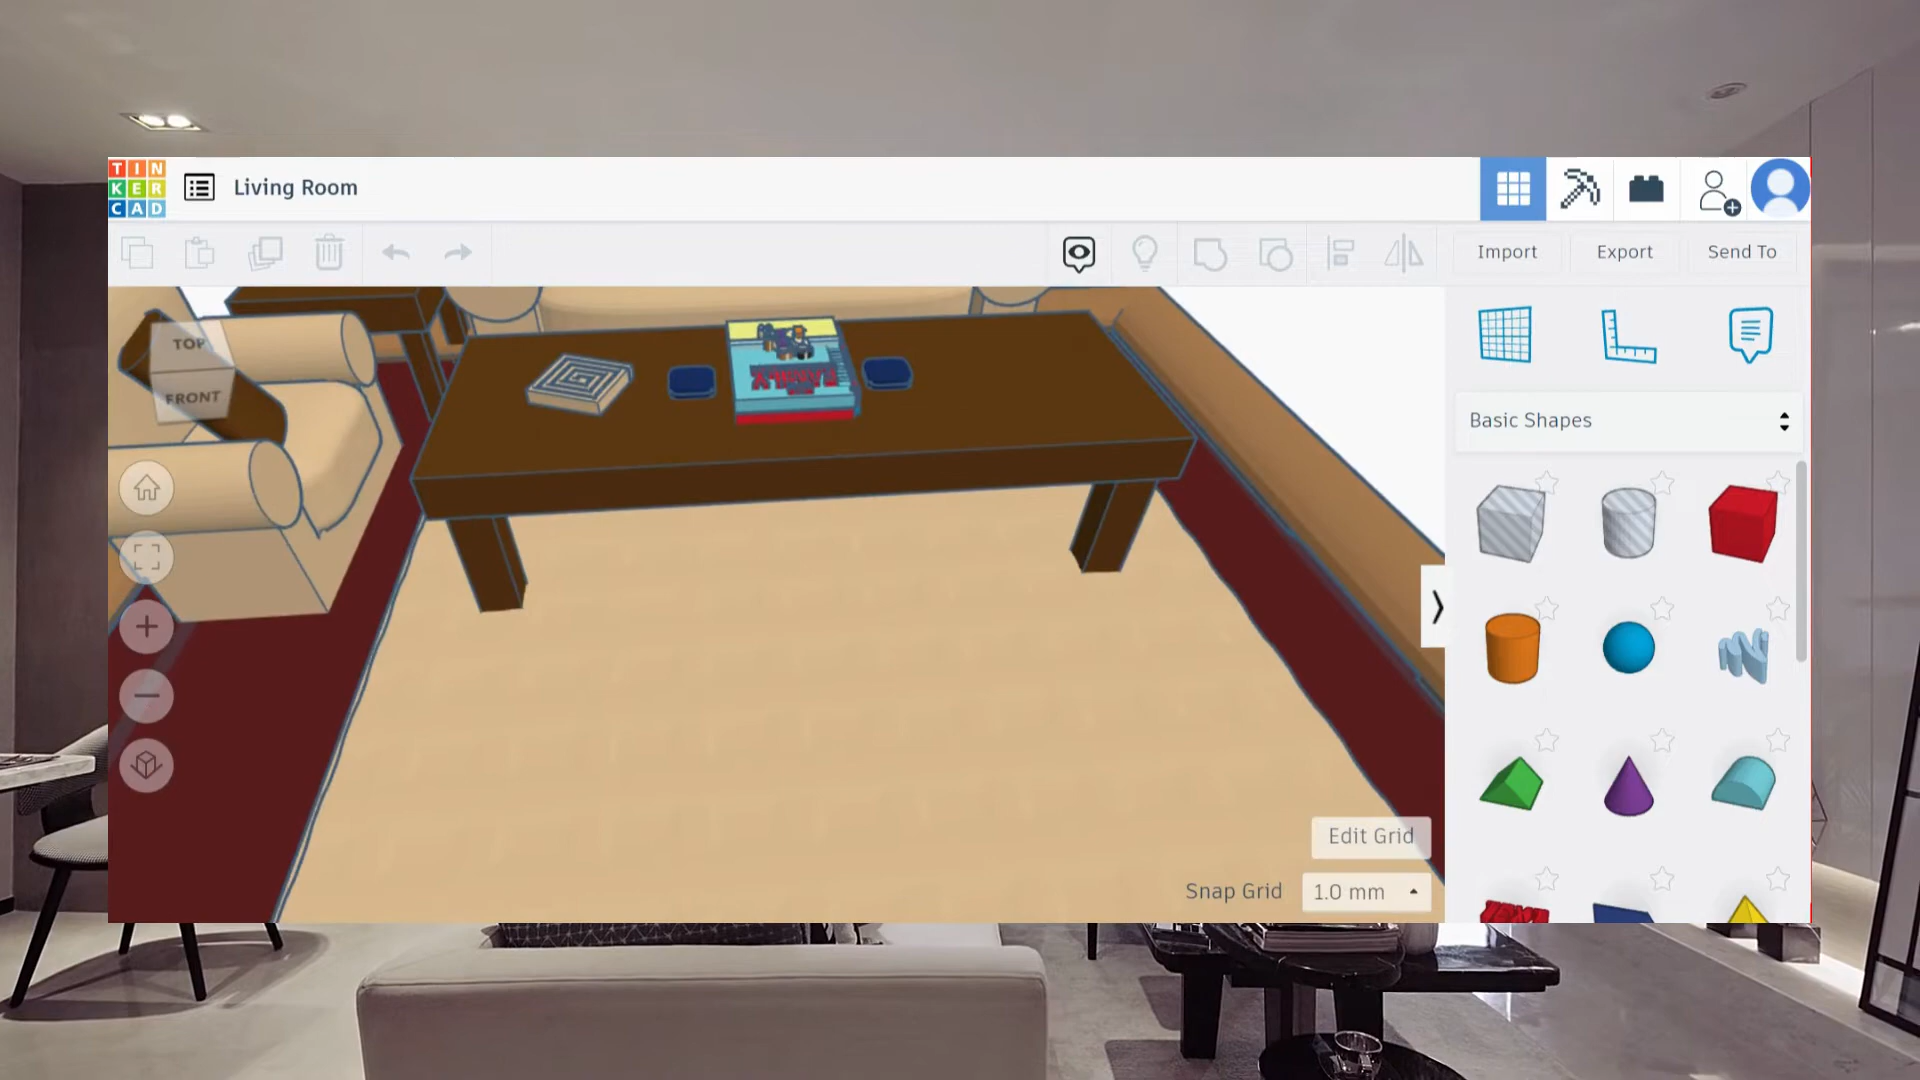 TIN
KER
CAD
Living Room
Import
Export
Send To
TOP
FRONT
Basic Shapes
Edit Grid
Snap Grid
1.0 mm
TEXT